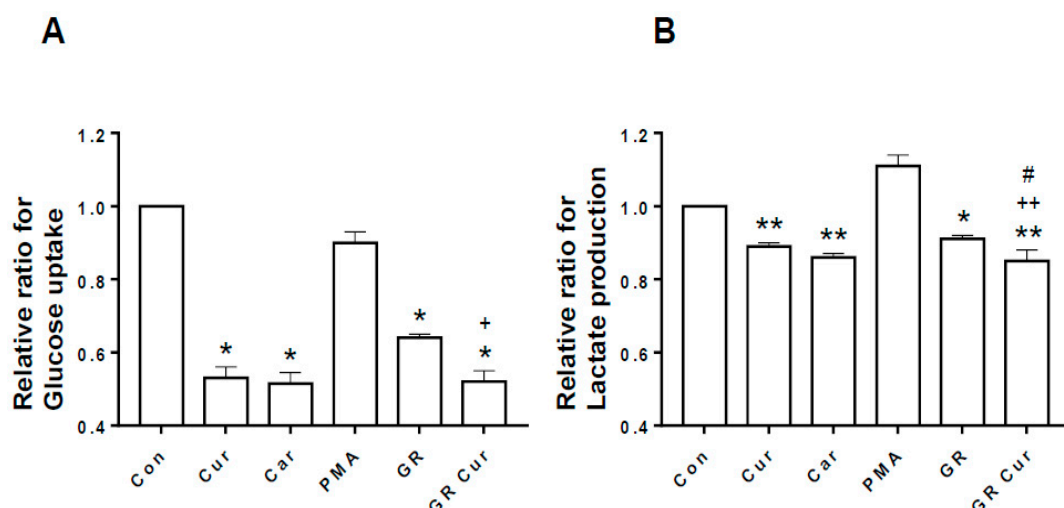 A
Relative ratio for
Glucose uptake
1.2
1.0
0.8
0.6
0.4
*
*
*
+
*
Con
Cur
Car
PMA
GR
GR Cur
B
Relative ratio for
Lactate production
1.2
1.0
0.8
0.6
0.4
**
**
*
#
++
**
Con
Cur
Car
PMA
GR
GR Cur